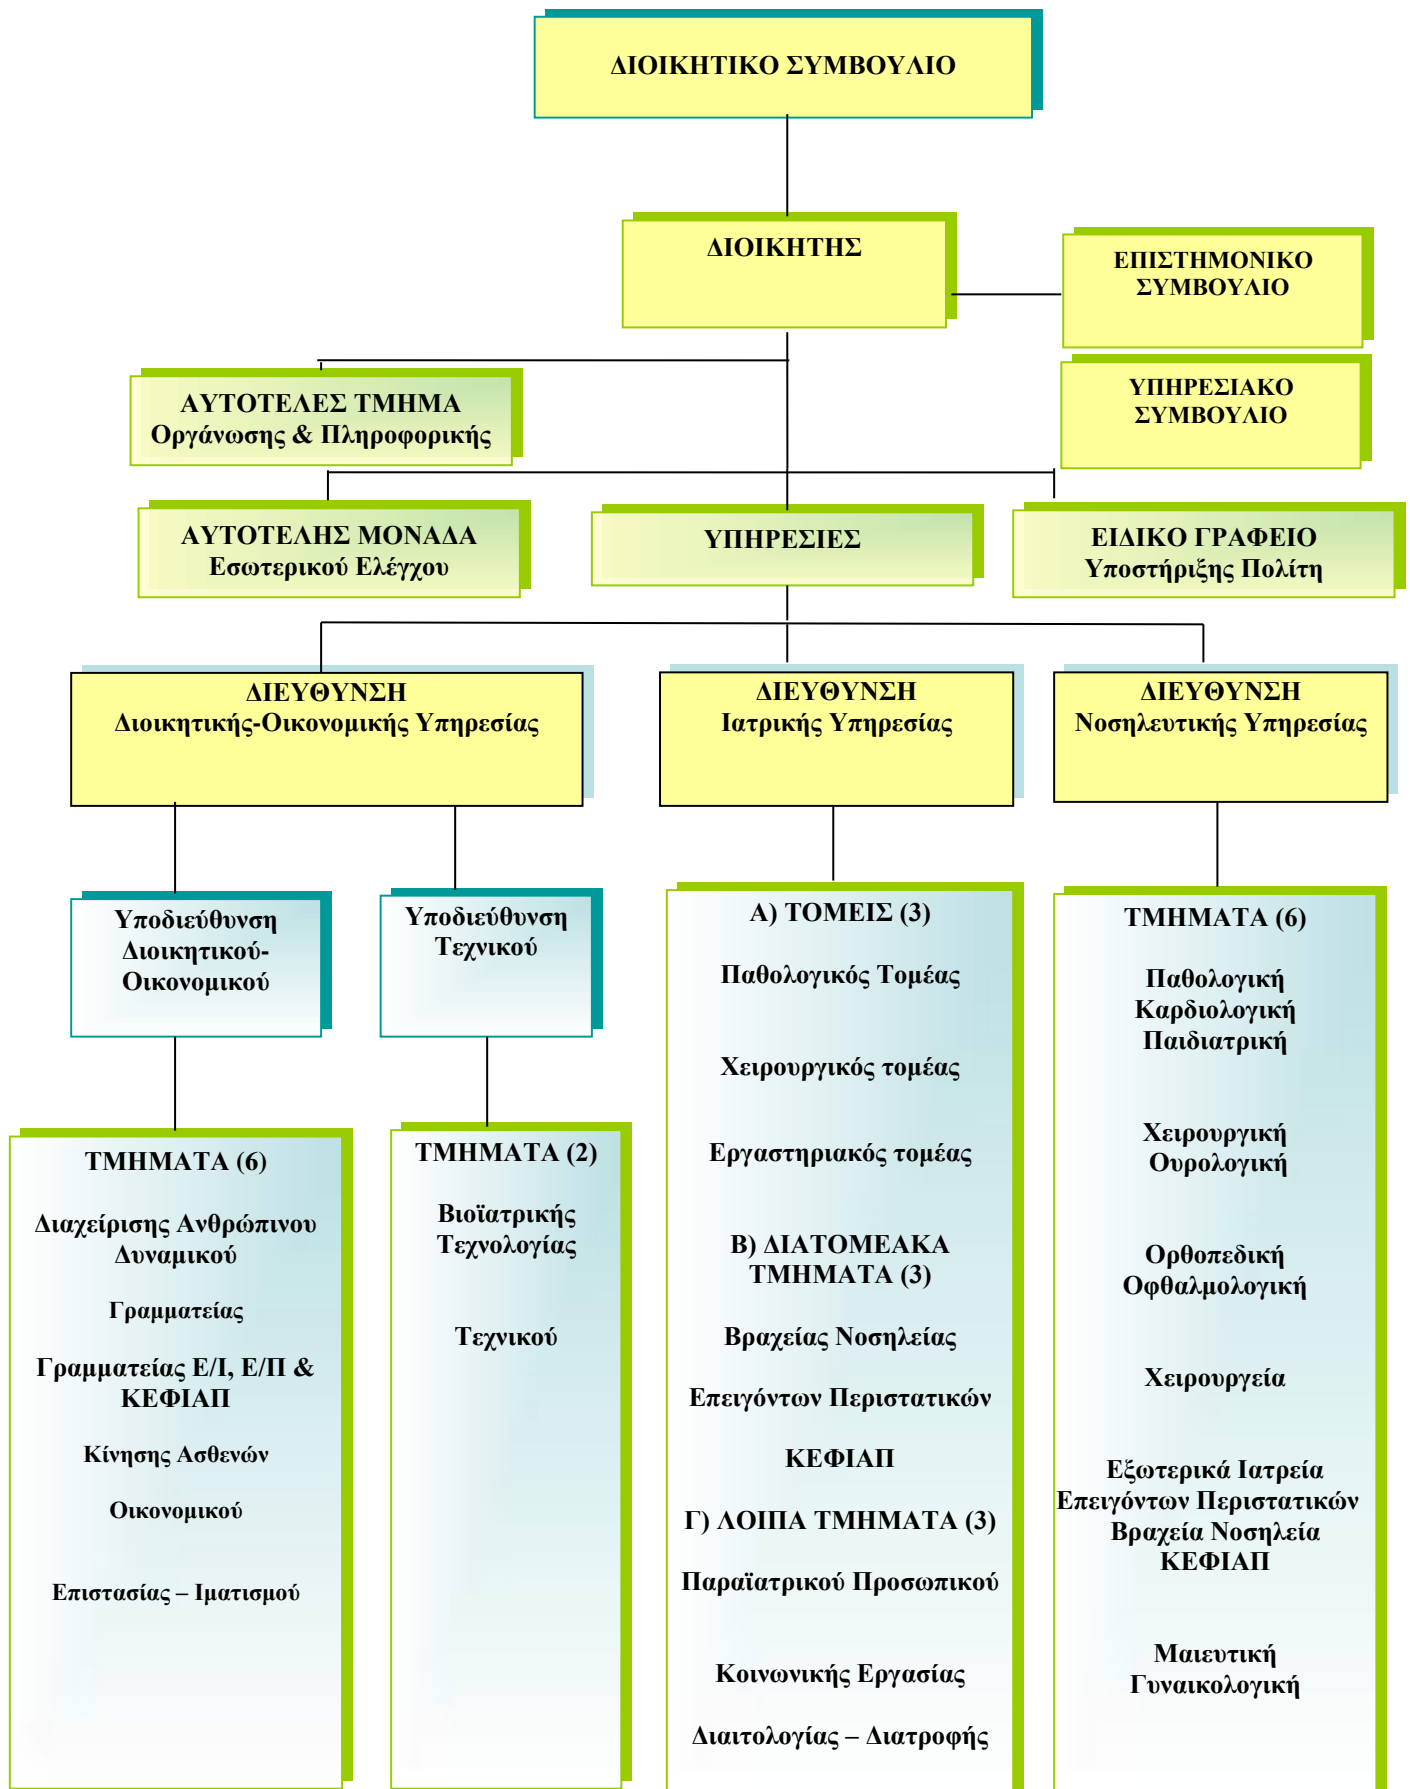 ΔΙΟΙΚΗΤΙΚΟ ΣΥΜΒΟΥΛΙΟ
ΔΙΟΙΚΗΤΗΣ
ΕΠΙΣΤΗΜΟΝΙΚΟ
ΣΥΜΒΟΥΛΙΟ
ΥΠΗΡΕΣΙΑΚΟ
ΣΥΜΒΟΥΛΙΟ
ΑΥΤΟΤΕΛΕΣ ΤΜΗΜΑ
Οργάνωσης & Πληροφορικής
ΑΥΤΟΤΕΛΗΣ ΜΟΝΑΔΑ
Εσωτερικού Ελέγχου
ΥΠΗΡΕΣΙΕΣ
ΕΙΔΙΚΟ ΓΡΑΦΕΙΟ
Υποστήριξης Πολίτη
ΔΙΕΥΘΥΝΣΗ
Διοικητικής-Οικονομικής Υπηρεσίας
ΔΙΕΥΘΥΝΣΗ
Ιατρικής Υπηρεσίας
ΔΙΕΥΘΥΝΣΗ
Νοσηλευτικής Υπηρεσίας
Υποδιεύθυνση
Διοικητικού-
Οικονομικού
Υποδιεύθυνση
Τεχνικού
ΤΜΗΜΑΤΑ (6)
Διαχείρισης Ανθρώπινου
Δυναμικού
Γραμματείας
Γραμματείας Ε/Ι, Ε/Π &
ΚΕΦΙΑΠ
Κίνησης Ασθενών
Οικονομικού
Επιστασίας – Ιματισμού
ΤΜΗΜΑΤΑ (2)
Βιοϊατρικής
Τεχνολογίας
Τεχνικού
Α) ΤΟΜΕΙΣ (3)
Παθολογικός Τομέας
Χειρουργικός τομέας
Εργαστηριακός τομέας
Β) ΔΙΑΤΟΜΕΑΚΑ
ΤΜΗΜΑΤΑ (3)
Βραχείας Νοσηλείας
Επειγόντων Περιστατικών
ΚΕΦΙΑΠ
Γ) ΛΟΙΠΑ ΤΜΗΜΑΤΑ (3)
Παραϊατρικού Προσωπικού
Κοινωνικής Εργασίας
Διαιτολογίας – Διατροφής
ΤΜΗΜΑΤΑ (6)
Παθολογική
Καρδιολογική
Παιδιατρική
Χειρουργική
Ουρολογική
Ορθοπεδική
Οφθαλμολογική
Χειρουργεία
Εξωτερικά Ιατρεία
Επειγόντων Περιστατικών
Βραχεία Νοσηλεία
ΚΕΦΙΑΠ
Μαιευτική
Γυναικολογική